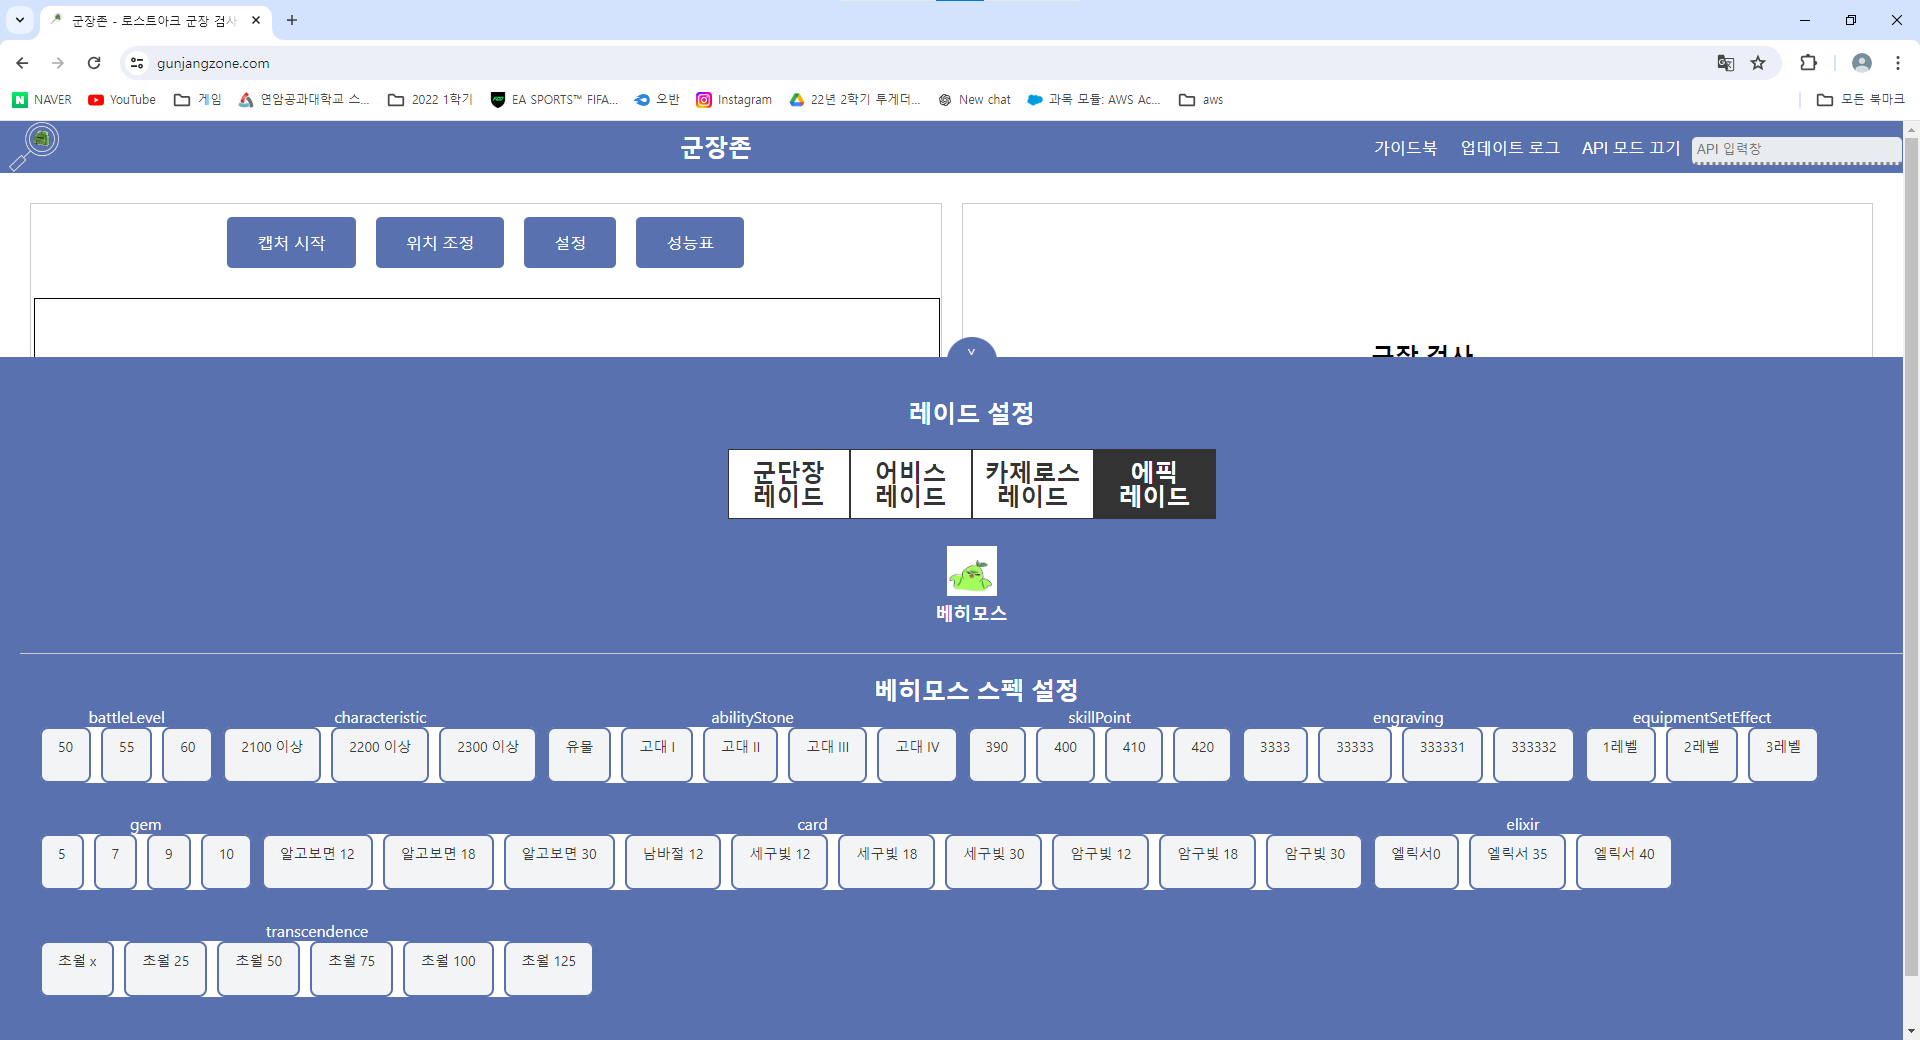 군장존 - 로스트아크 군장 검사
gunjangzone.com
NAVER
YouTube
게임
연암공과대학교 스...
2022 1학기
EA SPORTS™ FIFA...
오반
Instagram
22년 2학기 투게더...
New chat
과목 모듈: AWS Ac...
aws
모든 북마크
군장존
가이드북
업데이트 로그
API 모드 끄기
API 입력창
캡처 시작
위치 조정
설정
성능표
군장 검사
v
레이드 설정
군단장
레이드
어비스
레이드
카제로스
레이드
에픽
레이드
베히모스
베히모스 스펙 설정
battleLevel
50
55
60
characteristic
2100 이상
2200 이상
2300 이상
abilityStone
유물
고대 I
고대 II
고대 III
고대 IV
skillPoint
390
400
410
420
engraving
3333
33333
333331
333332
equipmentSetEffect
1레벨
2레벨
3레벨
gem
5
7
9
10
card
알고보면 12
알고보면 18
알고보면 30
남바절 12
세구빛 12
세구빛 18
세구빛 30
암구빛 12
암구빛 18
암구빛 30
elixir
엘릭서0
엘릭서 35
엘릭서 40
transcendence
초월 x
초월 25
초월 50
초월 75
초월 100
초월 125